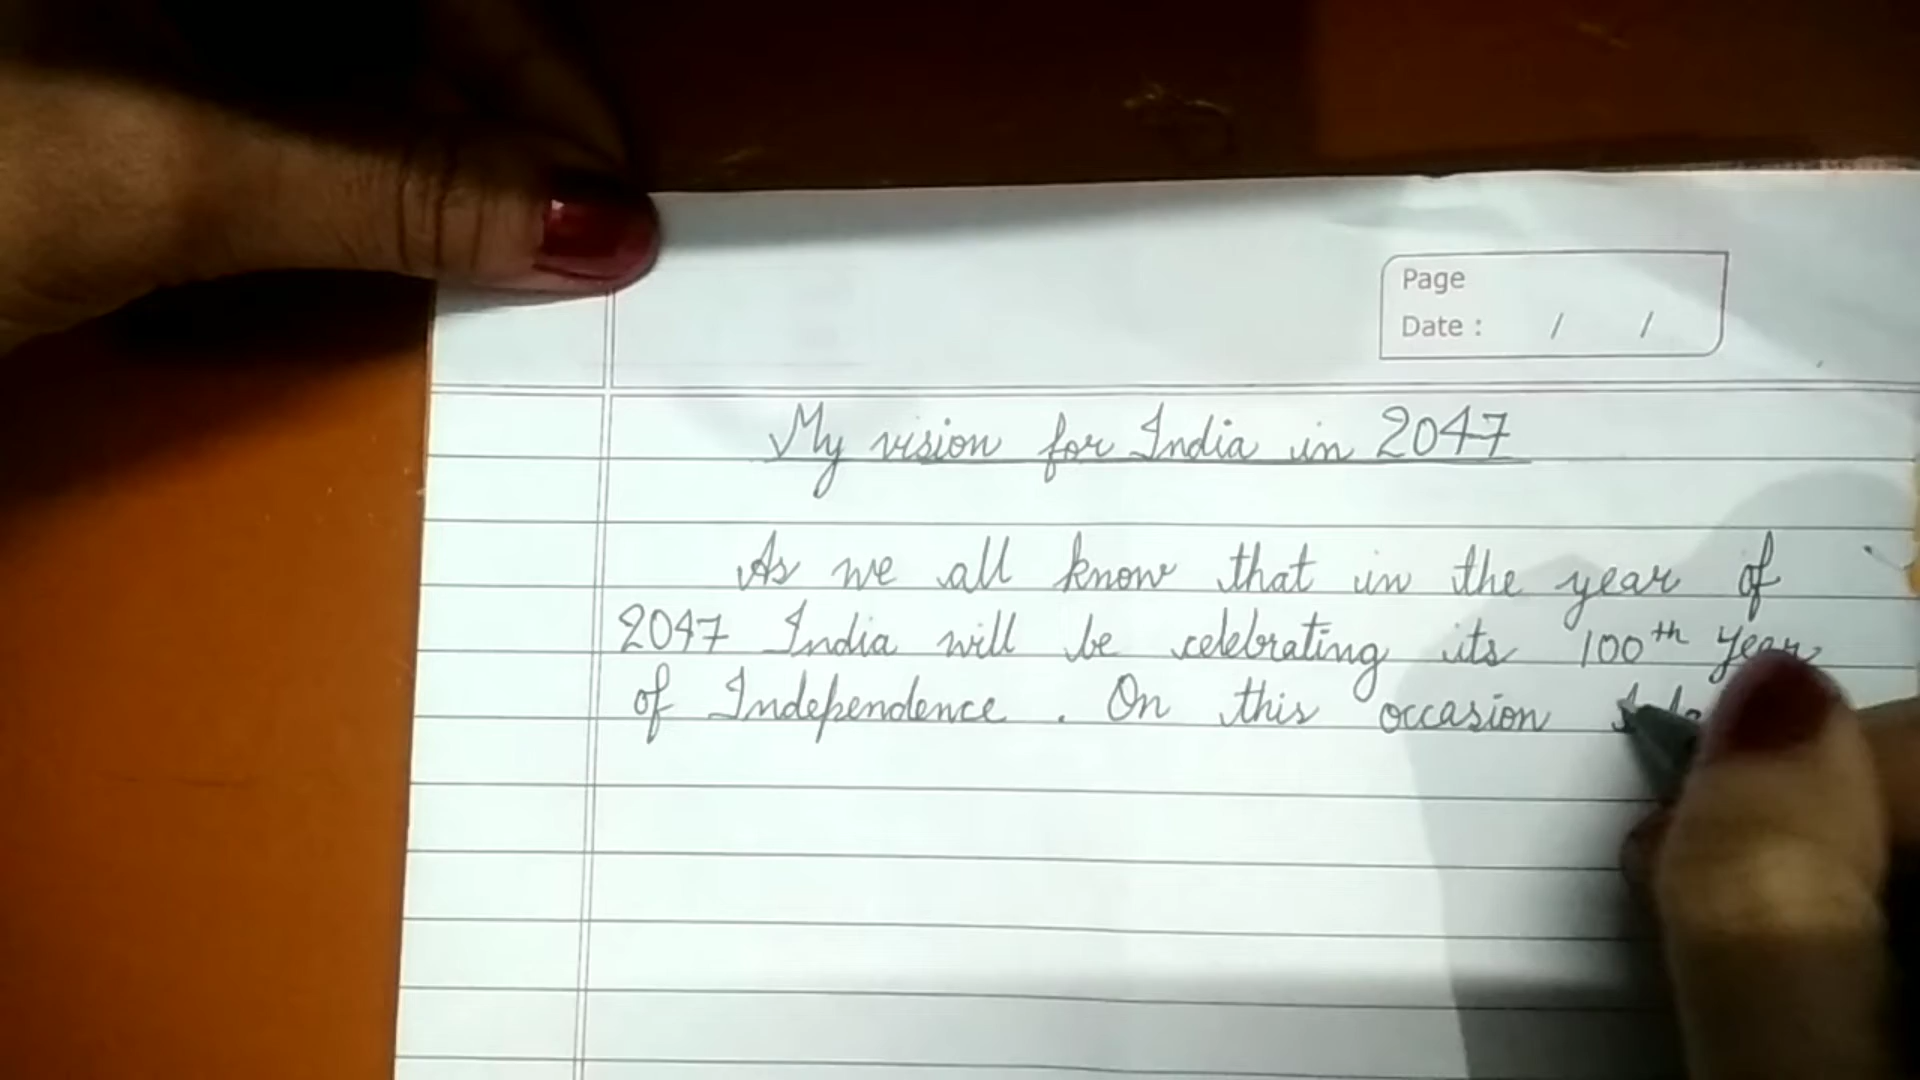 Page
Date : / /
My vision for India in 2047
As we all know that in the year of
2047 India will be celebrating its 100th year
of Independence . On this occasion